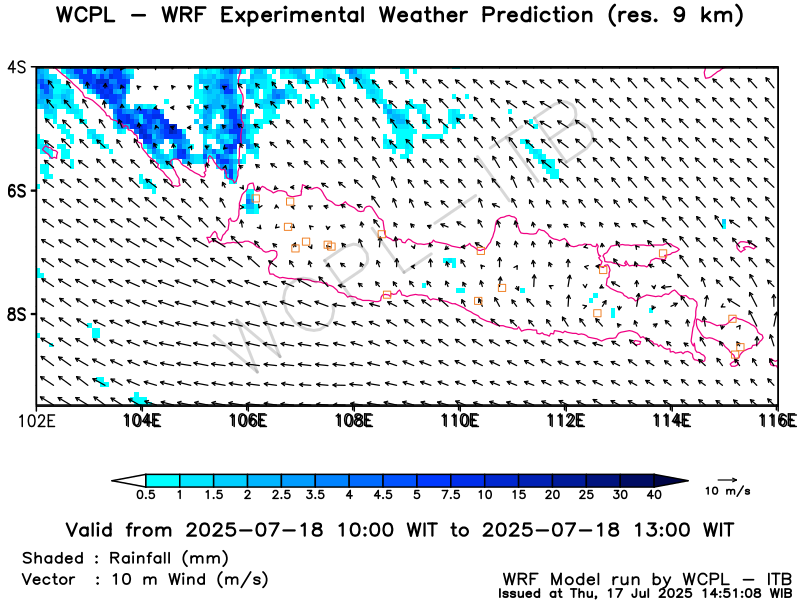 WCPL – WRF Experimental Weather Prediction (res. 9 km)
4S
6S
8S
102E 104E 106E 108E 110E 112E 114E 116E
WCPL-ITB
0.5 1 1.5 2 2.5 3.5 4 4.5 5 7.5 10 15 20 25 30 40
10 m/s
Valid from 2025-07-18 10:00 WIT to 2025-07-18 13:00 WIT
Shaded : Rainfall (mm)
Vector : 10 m Wind (m/s)
WRF Model run by WCPL – ITB
Issued at Thu, 17 Jul 2025 14:51:08 WIB